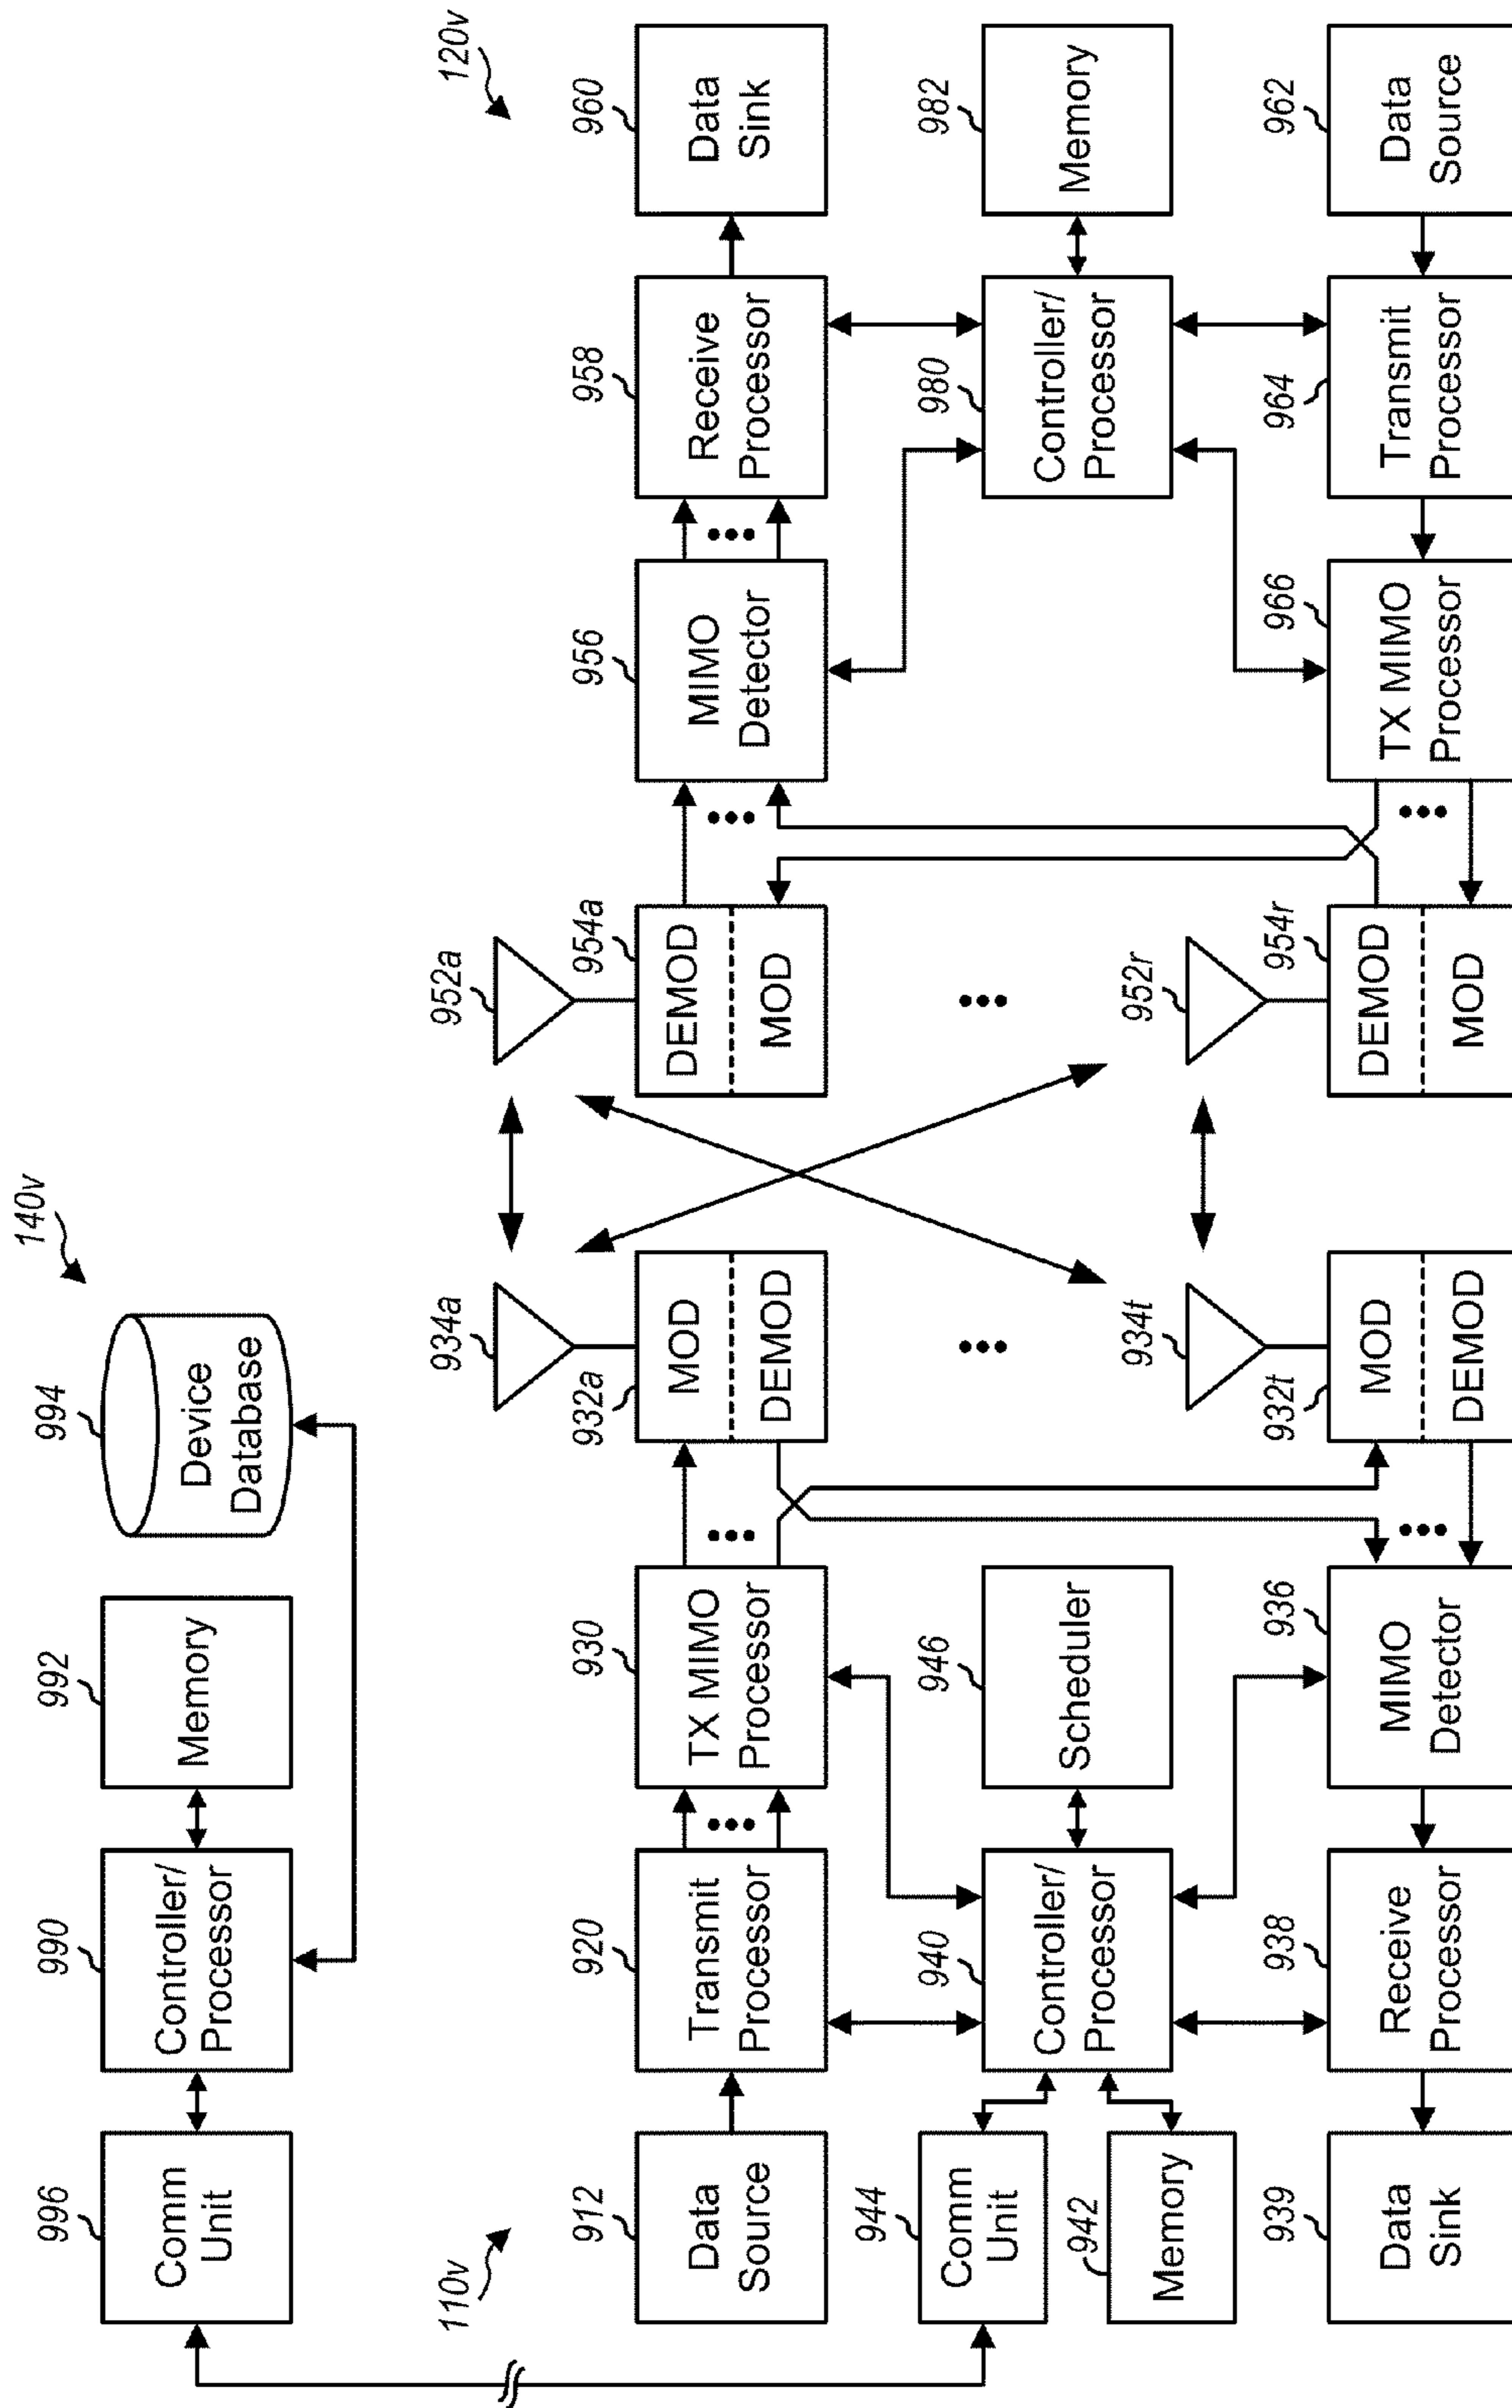 140v
996
990
992
994
Comm
Unit
Controller/
Processor
Memory
Device
Database
110v
120v
934a
952a
912
920
930
932a
954a
956
958
960
Data
Source
Transmit
Processor
TX MIMO
Processor
MOD
DEMOD
DEMOD
MOD
MIMO
Detector
Receive
Processor
Data
Sink
944
940
946
980
982
Comm
Unit
942
Memory
Controller/
Processor
Scheduler
Controller/
Processor
Memory
934t
952r
939
938
936
932t
954r
966
964
962
Data
Sink
Receive
Processor
MIMO
Detector
MOD
DEMOD
DEMOD
MOD
TX MIMO
Processor
Transmit
Processor
Data
Source